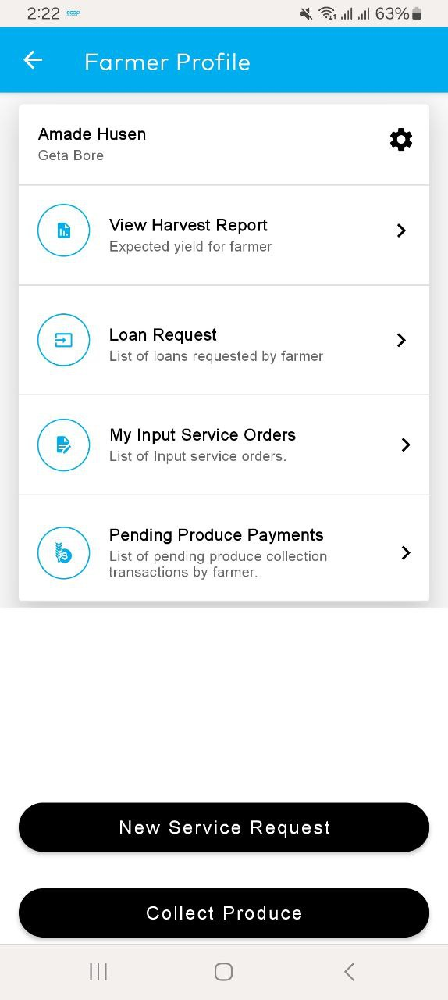 2:22 coop 63%
Farmer Profile
Amade Husen
Geta Bore
View Harvest Report
Expected yield for farmer
Loan Request
List of loans requested by farmer
My Input Service Orders
List of Input service orders.
Pending Produce Payments
List of pending produce collection
transactions by farmer.
New Service Request
Collect Produce